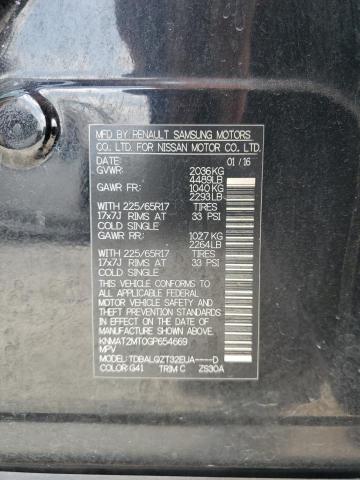 MFD BY RENAULT SAMSUNG MOTORS
CO. LTD. FOR NISSAN MOTOR CO. LTD.
DATE: 01/16
GVWR: 2036KG
4489LB
GAWR FR: 1040KG
2293LB
WITH 225/65R17 TIRES
17x7J RIMS AT 33 PSI
COLD SINGLE
GAWR RR: 1027KG
2264LB
WITH 225/65R17 TIRES
17x7J RIMS AT 33 PSI
COLD SINGLE
THIS VEHICLE CONFORMS
TO ALL APPLICABLE FEDERAL
MOTOR VEHICLE SAFETY AND
THEFT PREVENTION
STANDARDS IN EFFECT ON
THE DATE OF MANUFACTURE
SHOWN ABOVE.
KNMAT2MT0GP654669
MPV
MODEL: TDBALQZT32EUA----D
COLOR: G41 TRIM C ZS30A